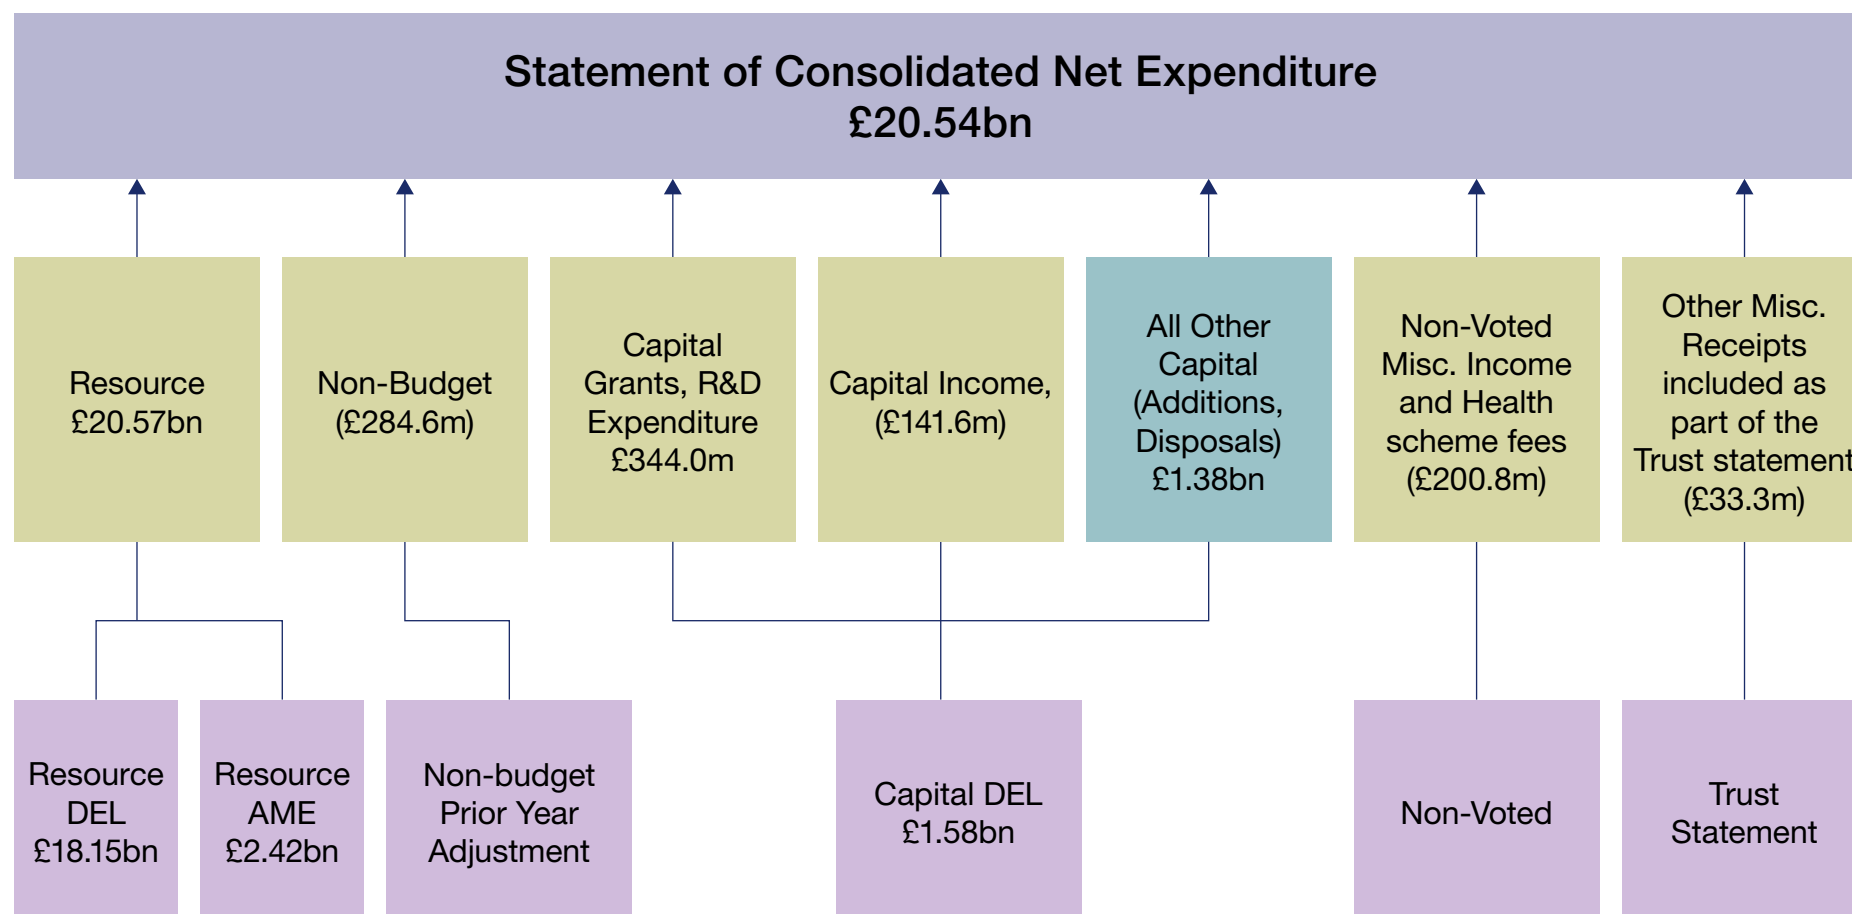 Statement of Consolidated Net Expenditure
£20.54bn
Resource
£20.57bn
Non-Budget
(£284.6m)
Capital
Grants, R&D
Expenditure
£344.0m
Capital Income,
(£141.6m)
All Other
Capital
(Additions,
Disposals)
£1.38bn
Non-Voted
Misc. Income
and Health
scheme fees
(£200.8m)
Other Misc.
Receipts
included as
part of the
Trust statement
(£33.3m)
Resource
DEL
£18.15bn
Resource
AME
£2.42bn
Non-budget
Prior Year
Adjustment
Capital DEL
£1.58bn
Non-Voted
Trust
Statement